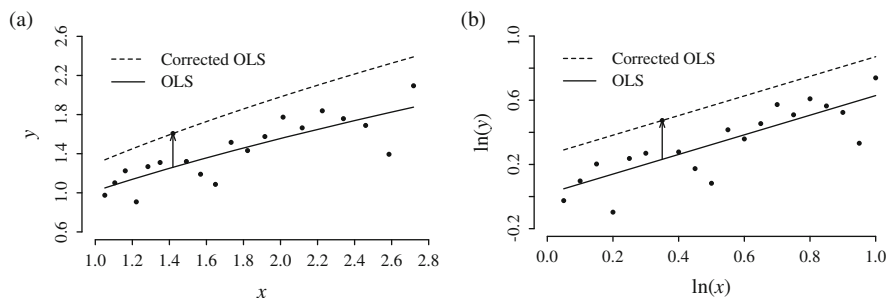 (a)
2.6
2.2
1.8
1.4
1.0
0.6
y
Corrected OLS
OLS
1.0 1.2 1.4 1.6 1.8 2.0 2.2 2.4 2.6 2.8
x
(b)
1.0
0.6
0.2
-0.2
ln(y)
Corrected OLS
OLS
0.0 0.2 0.4 0.6 0.8 1.0
ln(x)